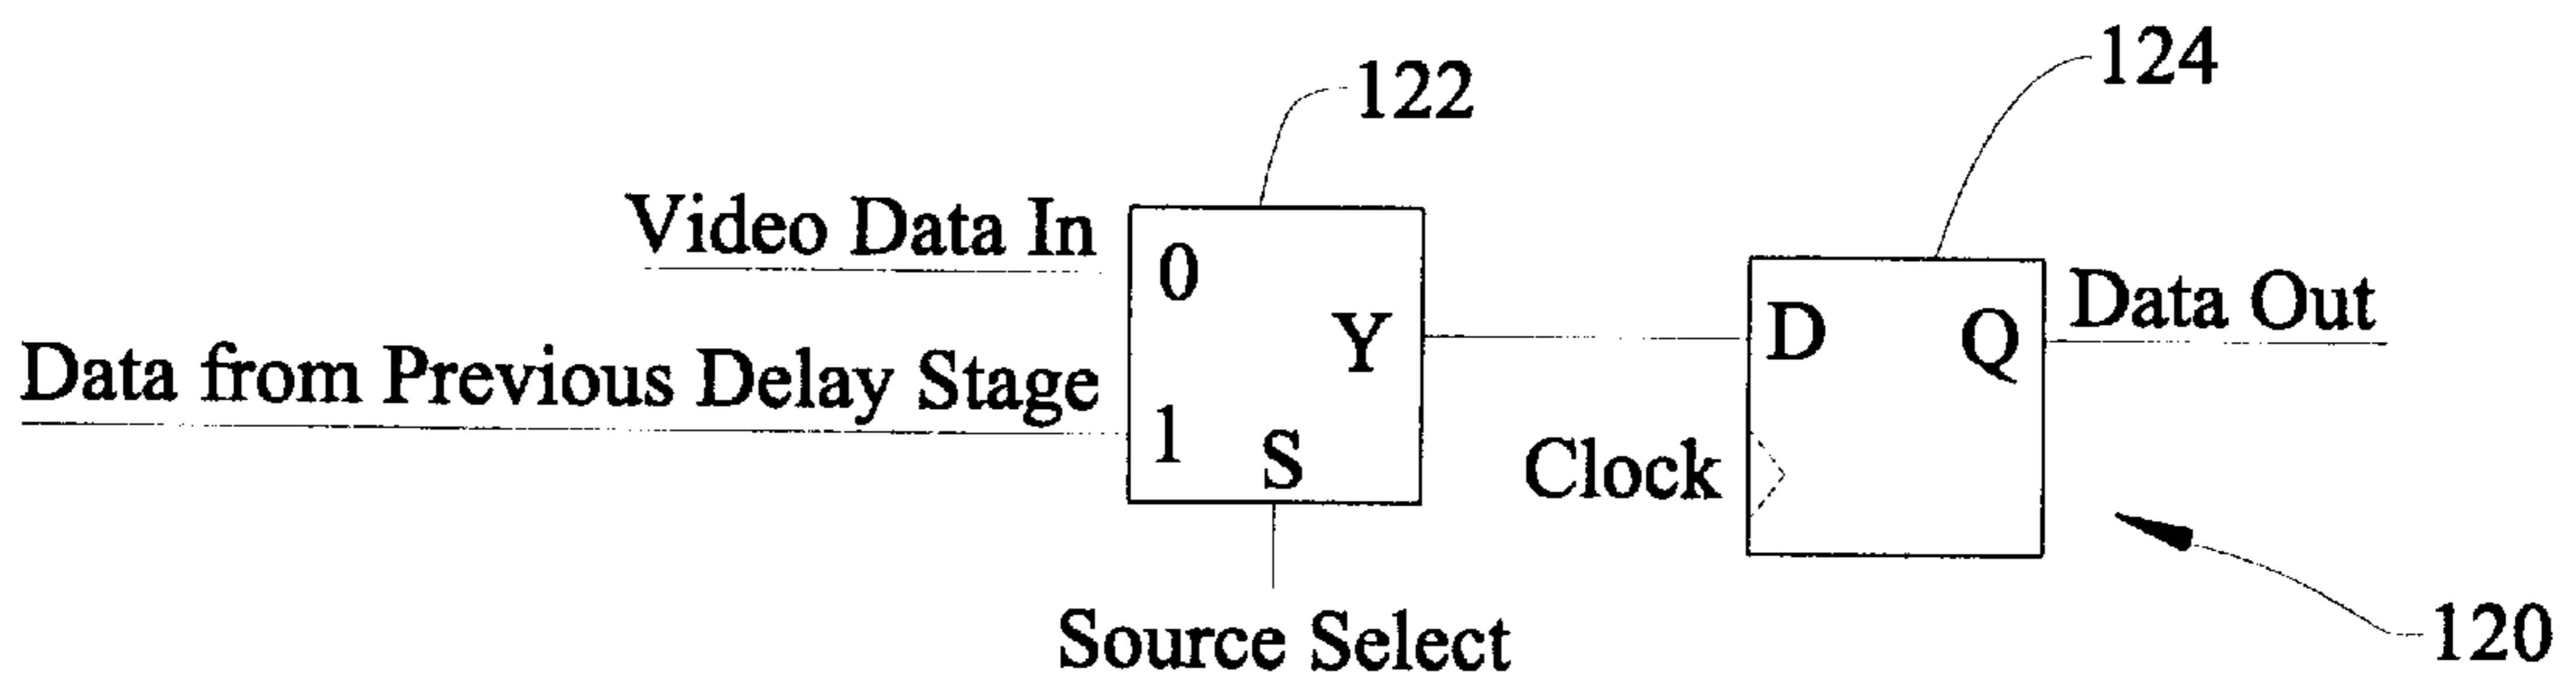 124
122
Video Data In
0
Data Out
Y
D
Q
Data from Previous Delay Stage
1
S
Clock
Source Select
120